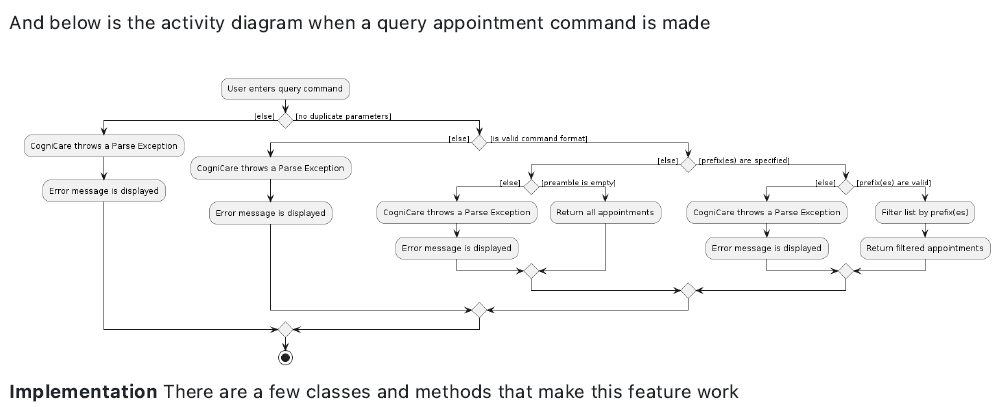 And below is the activity diagram when a query appointment command is made
User enters query command
[else]
[no duplicate parameters]
CogniCare throws a Parse Exception
Error message is displayed
[else]
[is valid command format]
CogniCare throws a Parse Exception
Error message is displayed
[else]
[prefix(es) are specified]
[else]
[preamble is empty]
CogniCare throws a Parse Exception
Return all appointments
Error message is displayed
[else]
[prefix(es) are valid]
CogniCare throws a Parse Exception
Filter list by prefix(es)
Error message is displayed
Return filtered appointments
Implementation There are a few classes and methods that make this feature work